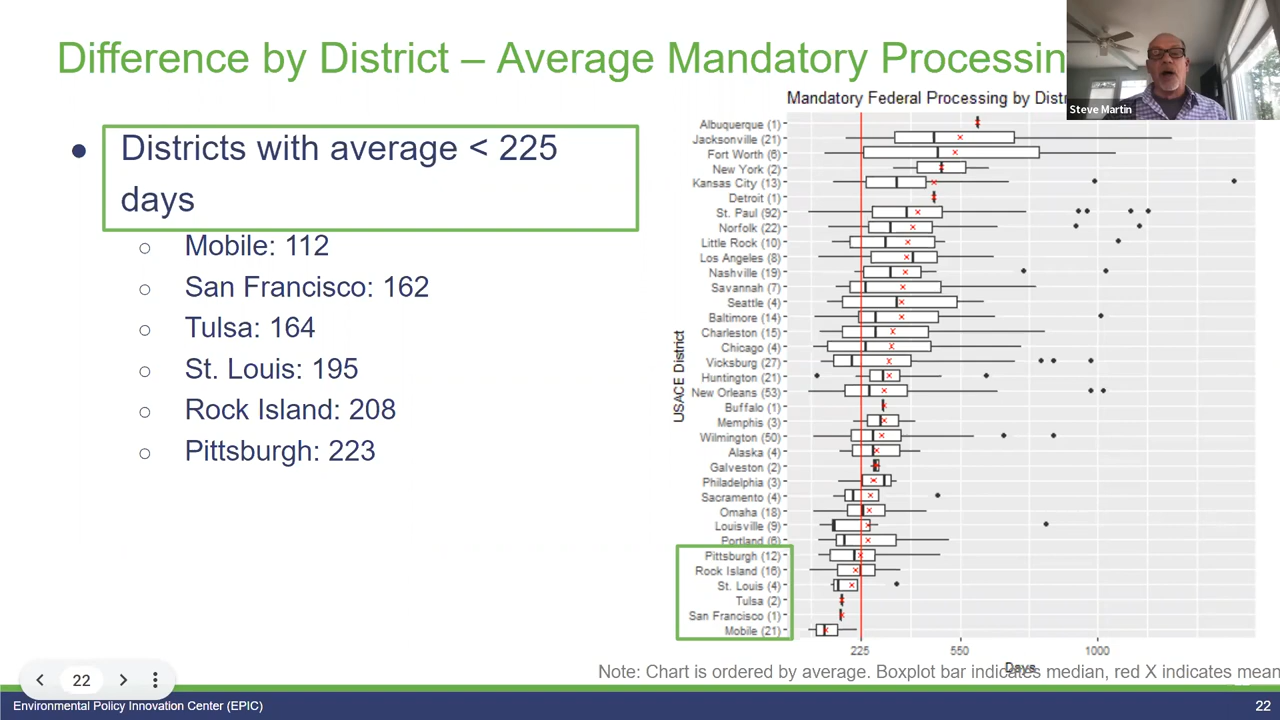 Difference by District – Average Mandatory Processin
Steve Martin
● Districts with average < 225
days
○ Mobile: 112
○ San Francisco: 162
○ Tulsa: 164
○ St. Louis: 195
○ Rock Island: 208
○ Pittsburgh: 223
Mandatory Federal Processing by Distr
USACE District
Albuquerque (1)
Jacksonville (21)
Fort Worth (6)
New York (2)
Kansas City (13)
Detroit (1)
St. Paul (92)
Norfolk (22)
Little Rock (10)
Los Angeles (8)
Nashville (19)
Savannah (7)
Seattle (4)
Baltimore (14)
Charleston (15)
Chicago (4)
Vicksburg (27)
Huntington (21)
New Orleans (53)
Buffalo (1)
Memphis (3)
Wilmington (50)
Alaska (4)
Galveston (2)
Philadelphia (3)
Sacramento (4)
Omaha (18)
Louisville (9)
Portland (6)
Pittsburgh (12)
Rock Island (16)
St. Louis (4)
Tulsa (2)
San Francisco (1)
Mobile (21)
225 550 1000
Days
Note: Chart is ordered by average. Boxplot bar indicates median, red X indicates mean
22
Environmental Policy Innovation Center (EPIC)
22